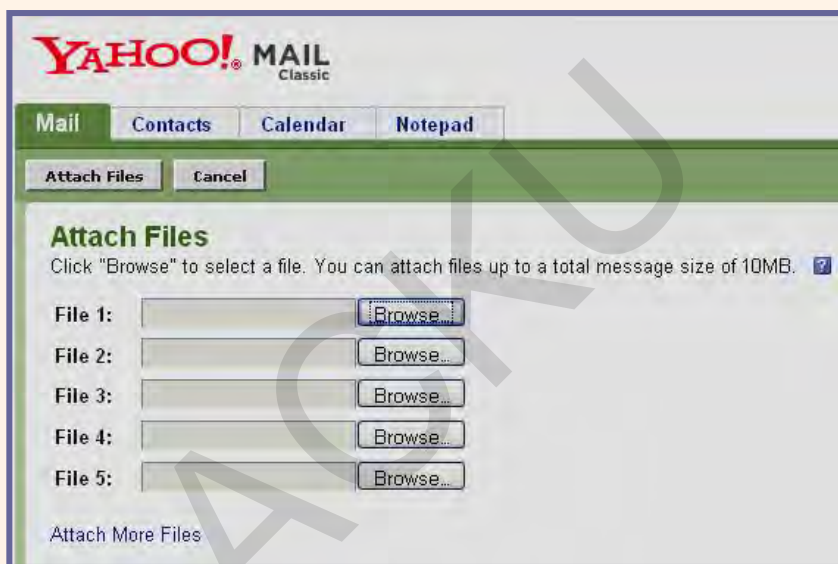 YAHOO!® MAIL
Classic
Mail Contacts Calendar Notepad
Attach Files Cancel
Attach Files
Click "Browse" to select a file. You can attach files up to a total message size of 10MB. ?
File 1: Browse...
File 2: Browse...
File 3: Browse...
File 4: Browse...
File 5: Browse...
Attach More Files
ACKU